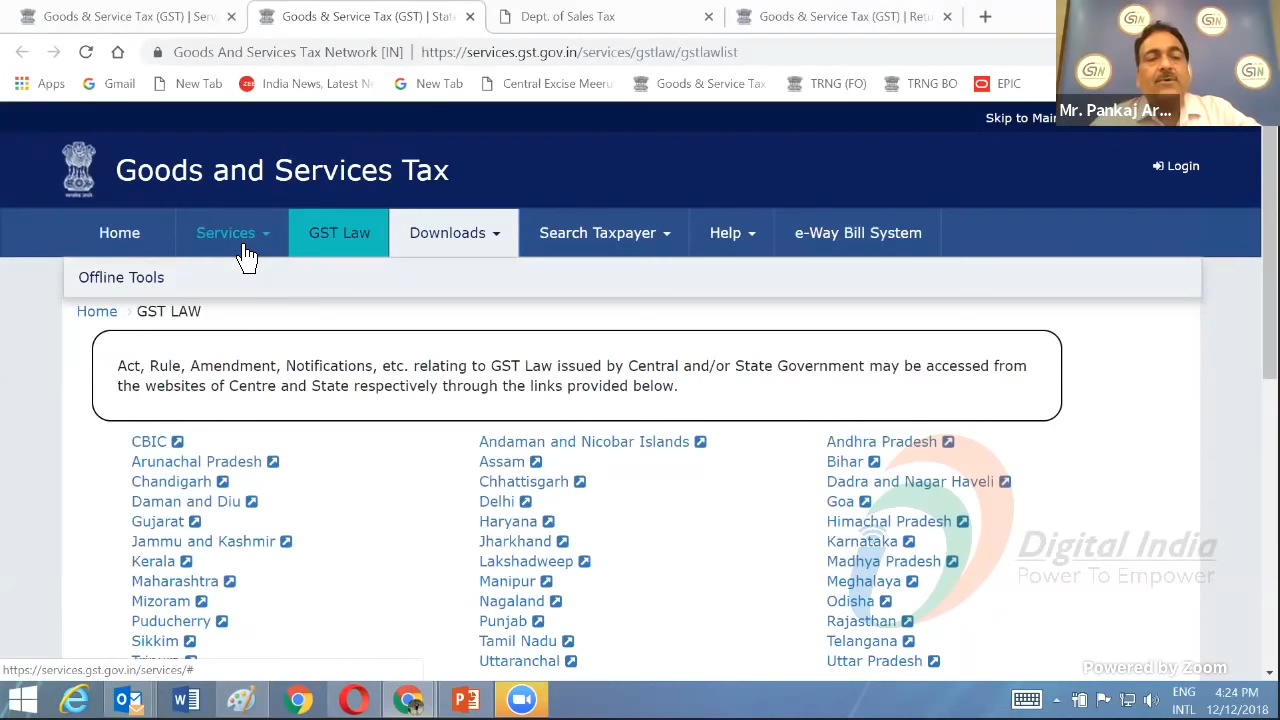 Goods & Service Tax (GST) | Serv
Goods & Service Tax (GST) | State
Dept. of Sales Tax
Goods & Service Tax (GST) | Retu
Goods And Services Tax Network [IN] | https://services.gst.gov.in/services/gstlaw/gstlawlist
Apps
Gmail
New Tab
India News, Latest Ne
New Tab
Central Excise Meeru
Goods & Service Tax
TRNG (FO)
TRNG BO
EPIC
Mr. Pankaj Ar...
Skip to Mai
Goods and Services Tax
Login
Home
Services
GST Law
Downloads
Search Taxpayer
Help
e-Way Bill System
Offline Tools
Home > GST LAW
Act, Rule, Amendment, Notifications, etc. relating to GST Law issued by Central and/or State Government may be accessed from
the websites of Centre and State respectively through the links provided below.
CBIC Andaman and Nicobar Islands Andhra Pradesh
Arunachal Pradesh Assam Bihar
Chandigarh Chhattisgarh Dadra and Nagar Haveli
Daman and Diu Delhi Goa
Gujarat Haryana Himachal Pradesh
Jammu and Kashmir Jharkhand Karnataka
Kerala Lakshadweep Madhya Pradesh
Maharashtra Manipur Meghalaya
Mizoram Nagaland Odisha
Puducherry Punjab Rajasthan
Sikkim Tamil Nadu Telangana
Uttaranchal Uttar Pradesh
Digital India
Power To Empower
https://services.gst.gov.in/services/#
Powered by Zoom
ENG
INTL
4:24 PM
12/12/2018